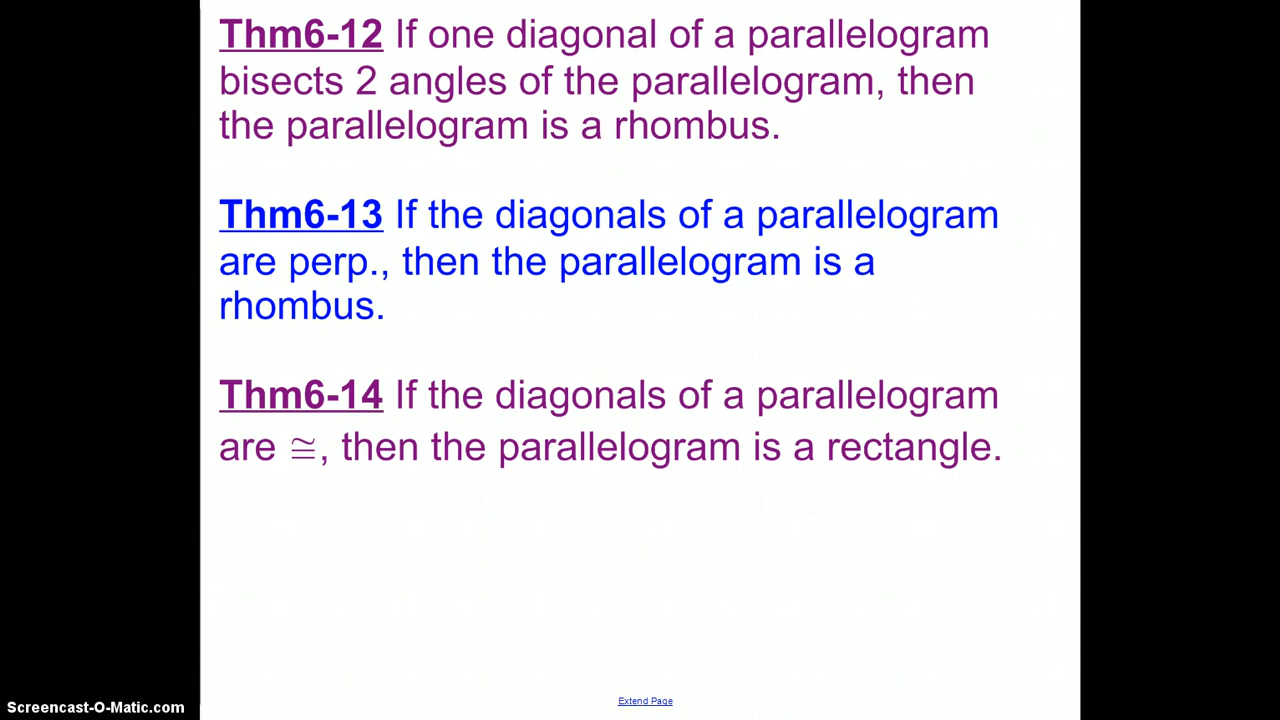 Thm6-12 If one diagonal of a parallelogram
bisects 2 angles of the parallelogram, then
the parallelogram is a rhombus.
Thm6-13 If the diagonals of a parallelogram
are perp., then the parallelogram is a
rhombus.
Thm6-14 If the diagonals of a parallelogram
are ≅, then the parallelogram is a rectangle.
Extend Page
Screencast-O-Matic.com